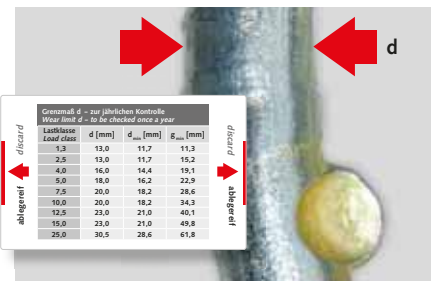 d
Grenzmaß d – zur jährlichen Kontrolle
Wear limit d – to be checked once a year
Lastklasse d [mm] dmin [mm] gmin [mm]
Load class
1,3 13,0 11,7 11,3
2,5 13,0 11,7 15,2
4,0 16,0 14,4 19,1
5,0 18,0 16,2 22,9
7,5 20,0 18,2 28,6
10,0 20,0 18,2 34,3
12,5 23,0 21,0 40,1
15,0 23,0 21,0 49,8
25,0 30,5 28,6 61,8
ablegereif discard
discard ablegereif